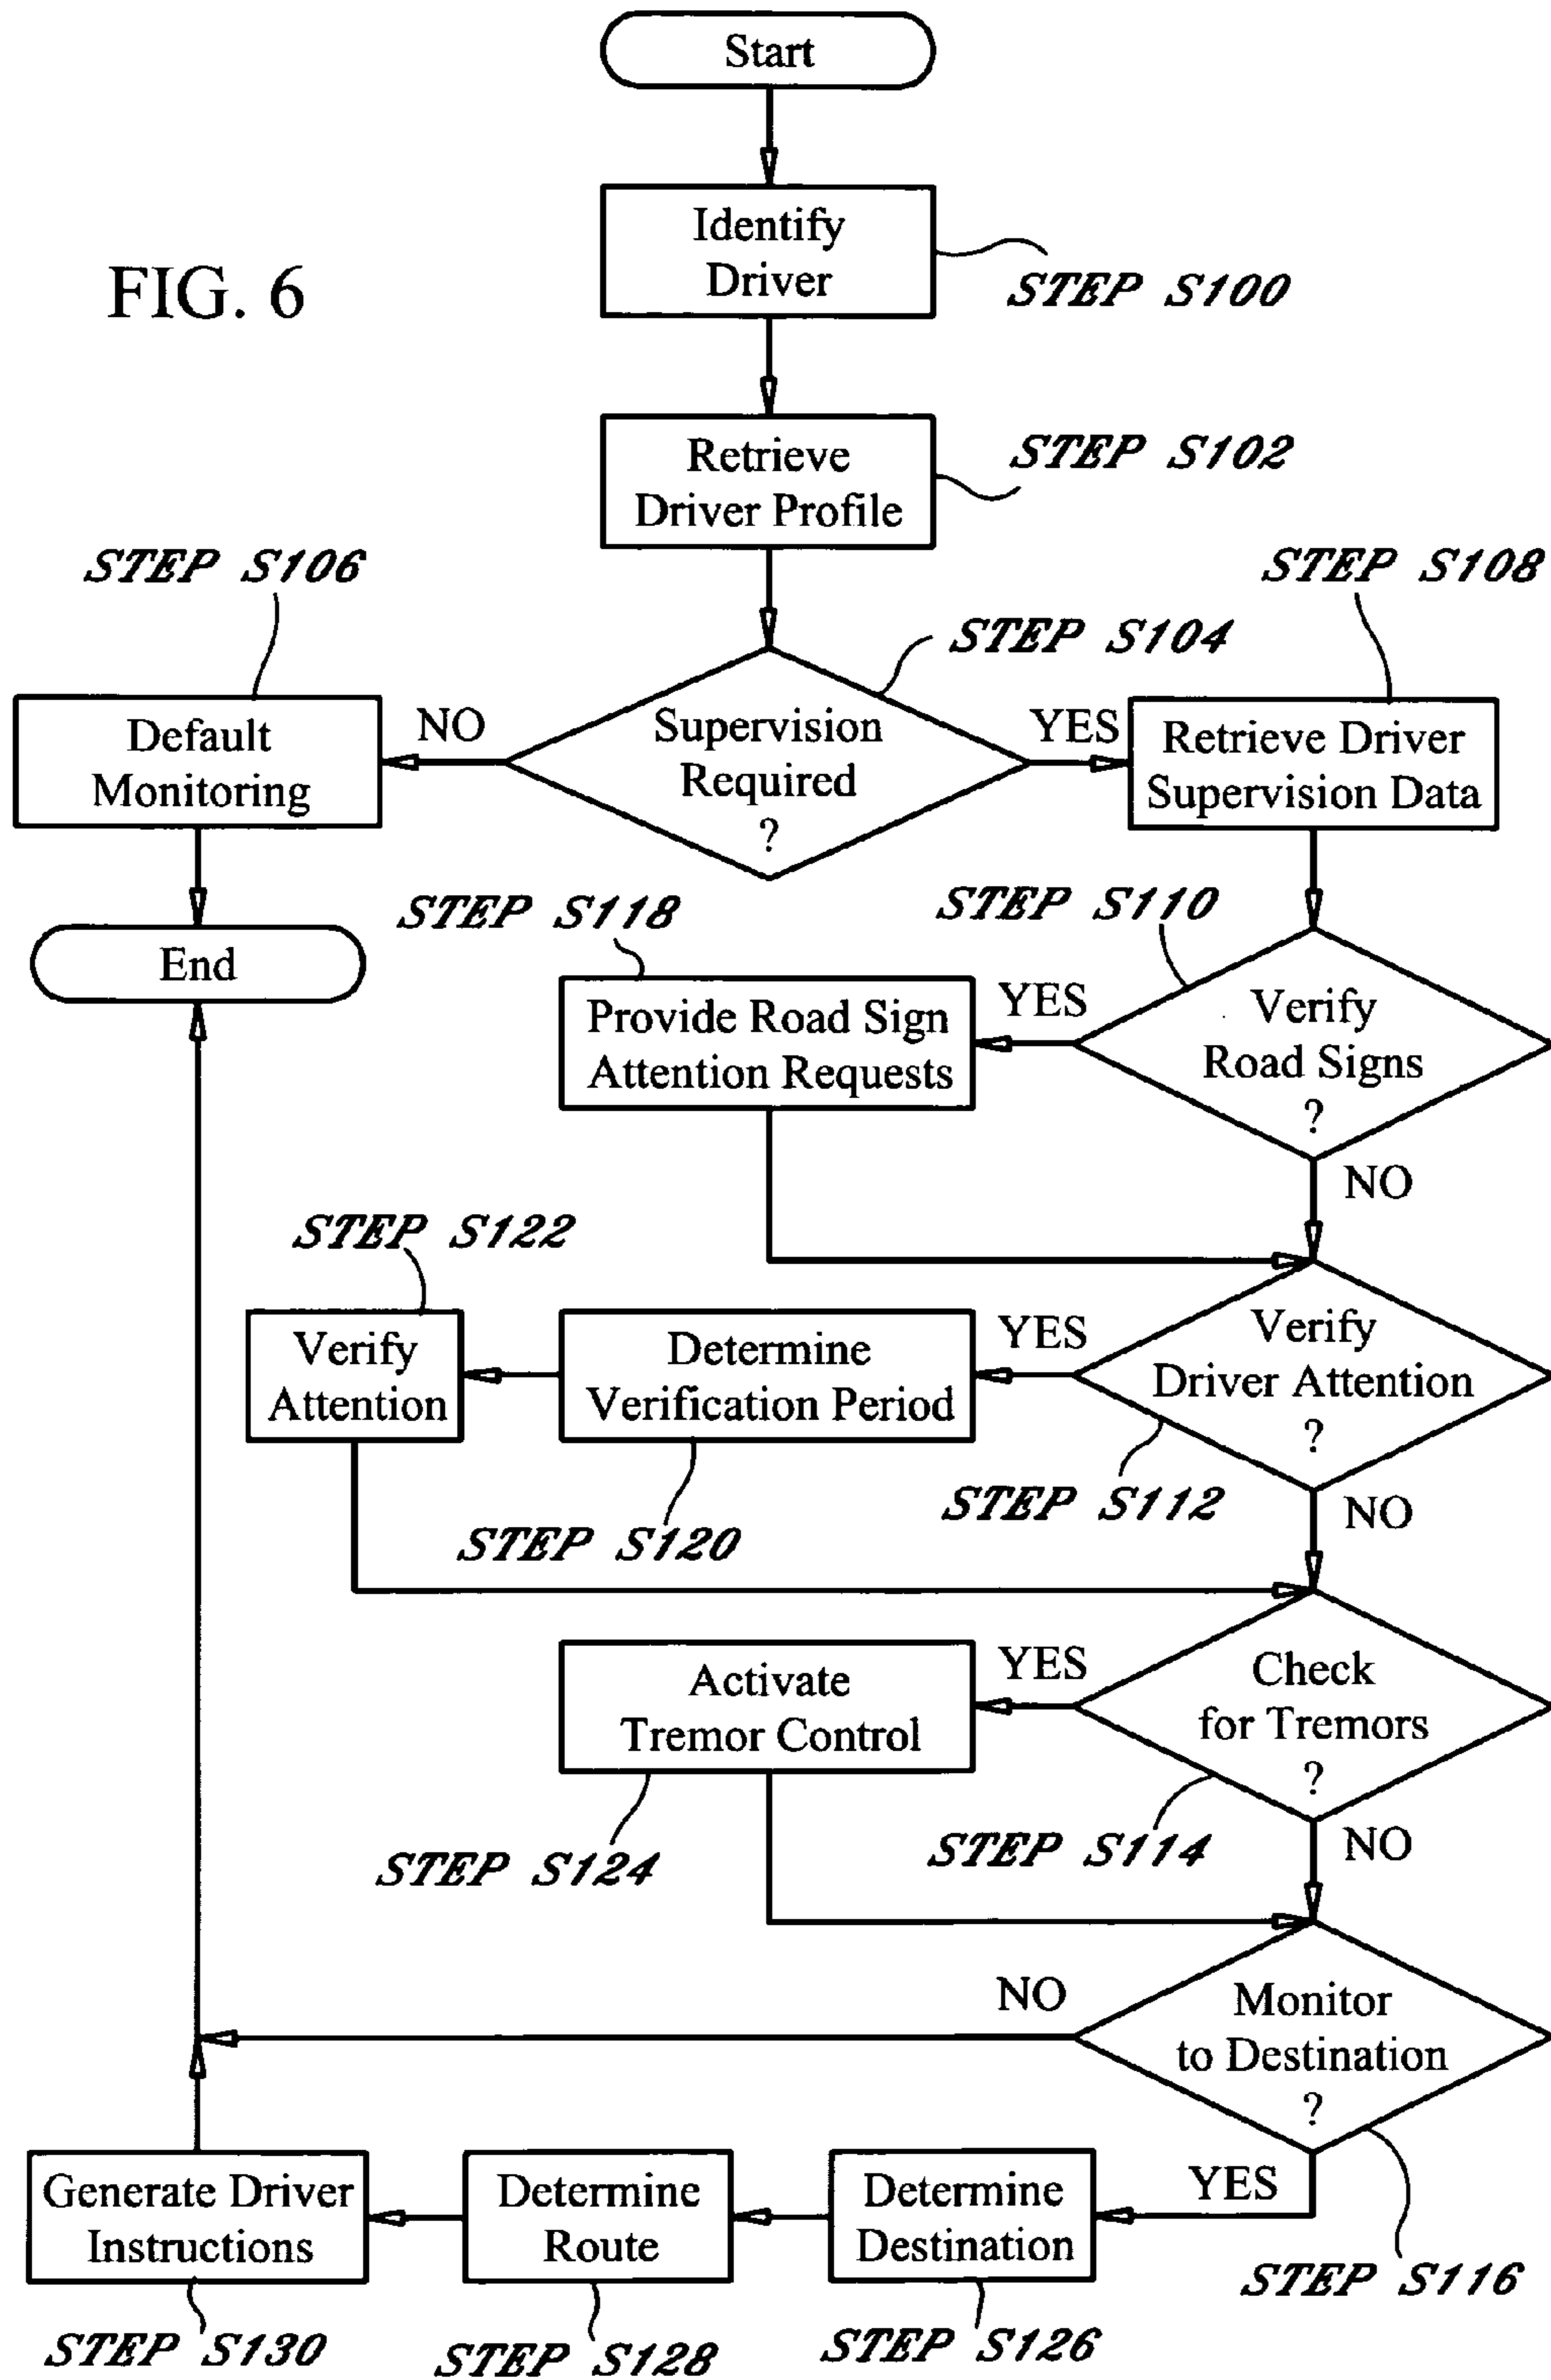 Start
Identify
Driver
FIG. 6
STEP S100
Retrieve
Driver Profile
STEP S102
STEP S106
STEP S108
STEP S104
Default
Monitoring
NO
Supervision
Required
?
YES
Retrieve Driver
Supervision Data
STEP S118
STEP S110
End
Provide Road Sign
Attention Requests
YES
Verify
Road Signs
?
NO
STEP S122
Verify
Attention
Determine
Verification Period
YES
Verify
Driver Attention
?
STEP S120
STEP S112
NO
Activate
Tremor Control
YES
Check
for Tremors
?
STEP S124
STEP S114
NO
NO
Monitor
to Destination
?
YES
Generate Driver
Instructions
Determine
Route
Determine
Destination
STEP S116
STEP S130
STEP S128
STEP S126